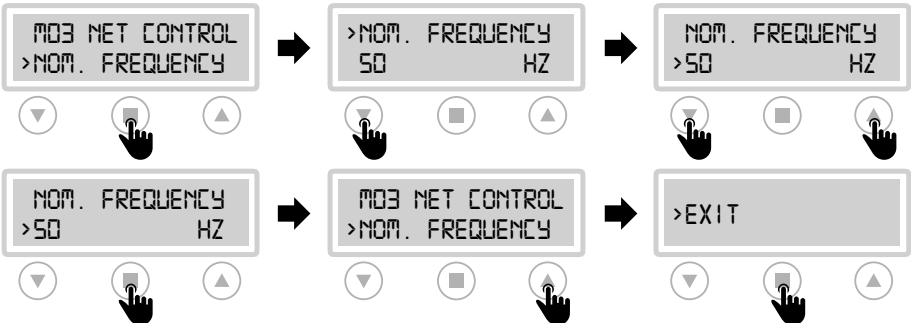 M03 NET CONTROL
>NOM. FREQUENCY
>NOM. FREQUENCY
50 HZ
NOM. FREQUENCY
>50 HZ
NOM. FREQUENCY
>50 HZ
M03 NET CONTROL
>NOM. FREQUENCY
>EXIT